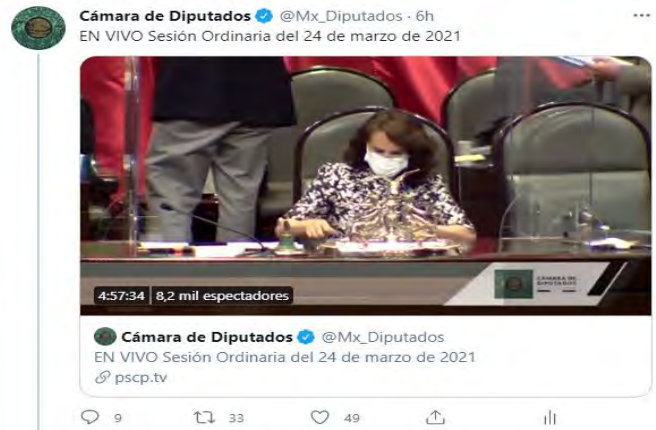 Cámara de Diputados @Mx_Diputados · 6h
EN VIVO Sesión Ordinaria del 24 de marzo de 2021
CÁMARA DE
DIPUTADOS
4:57:34 8,2 mil espectadores
Cámara de Diputados @Mx_Diputados
EN VIVO Sesión Ordinaria del 24 de marzo de 2021
pscp.tv
9 33 49